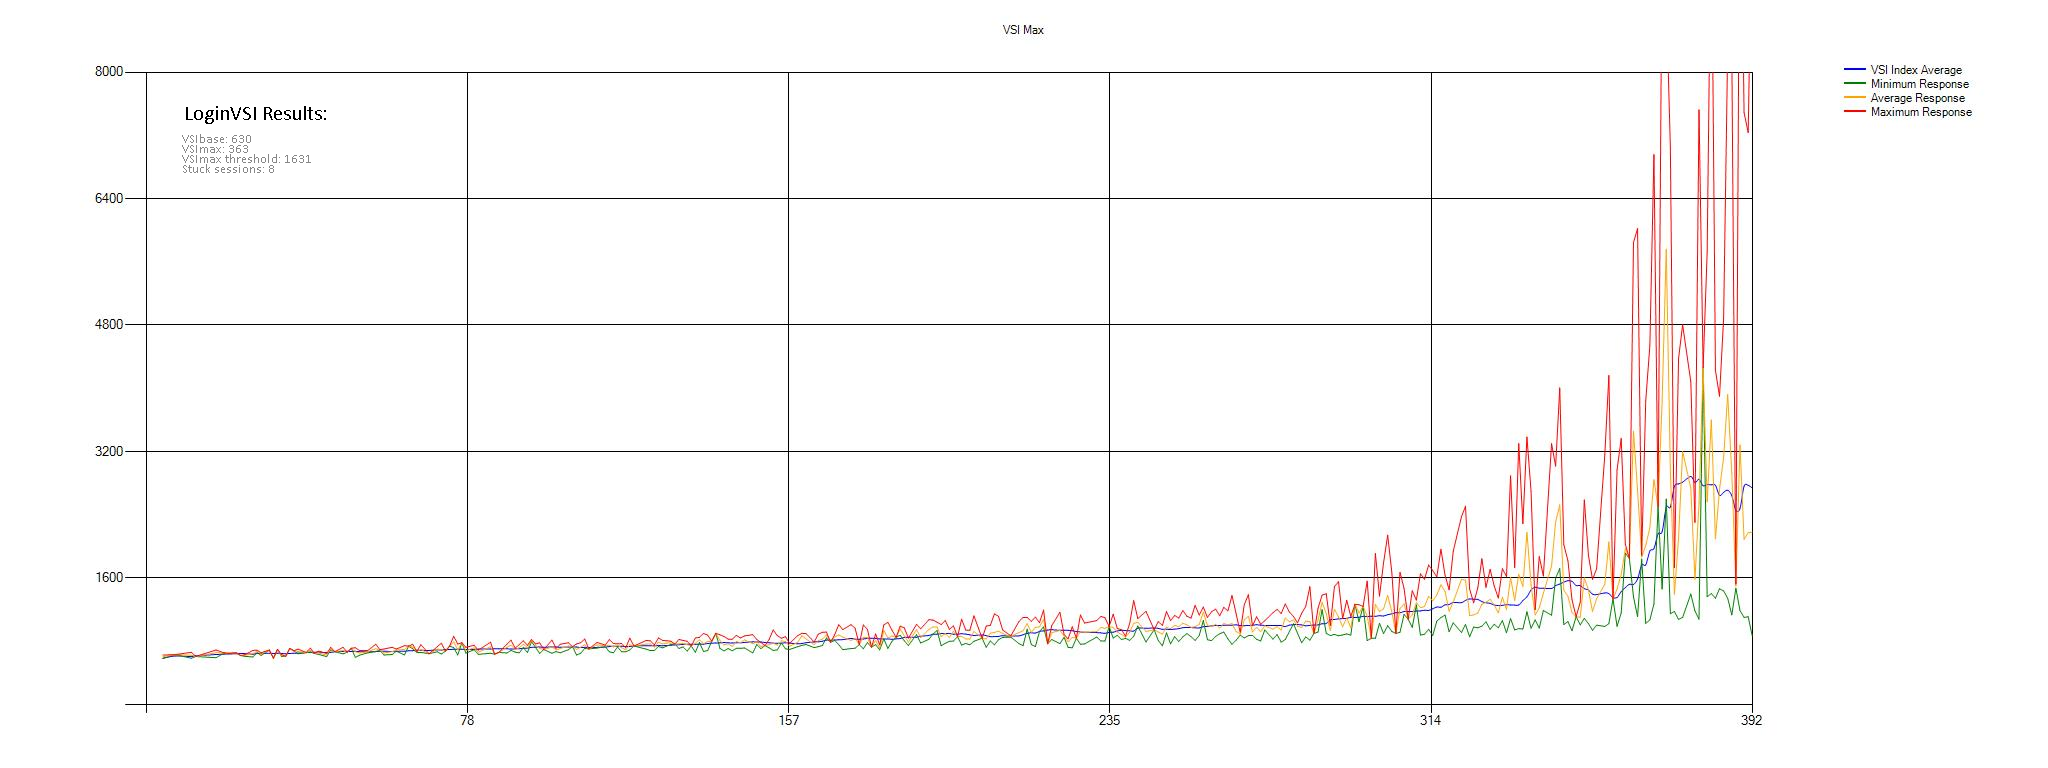 VSI Max
8000
6400
4800
3200
1600
78
157
235
314
392
LoginVSI Results:
VSIbase: 630
VSImax: 363
VSImax threshold: 1631
Stuck sessions: 8
VSI Index Average
Minimum Response
Average Response
Maximum Response